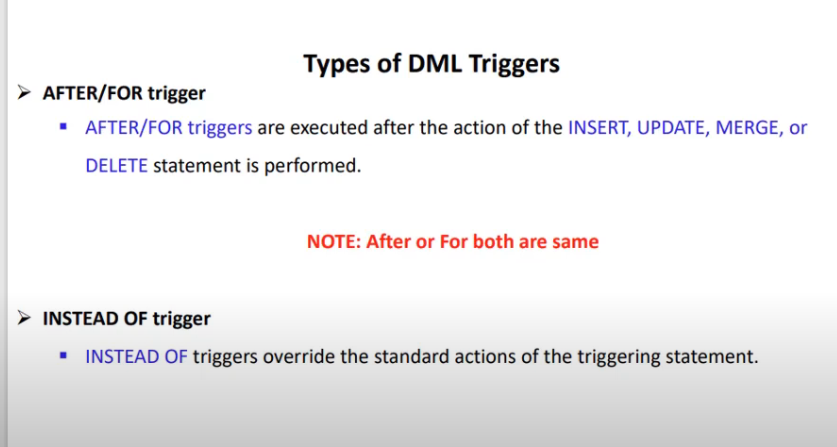 Types of DML Triggers
➢ AFTER/FOR trigger
▪ AFTER/FOR triggers are executed after the action of the INSERT, UPDATE, MERGE, or
DELETE statement is performed.
NOTE: After or For both are same
➢ INSTEAD OF trigger
▪ INSTEAD OF triggers override the standard actions of the triggering statement.